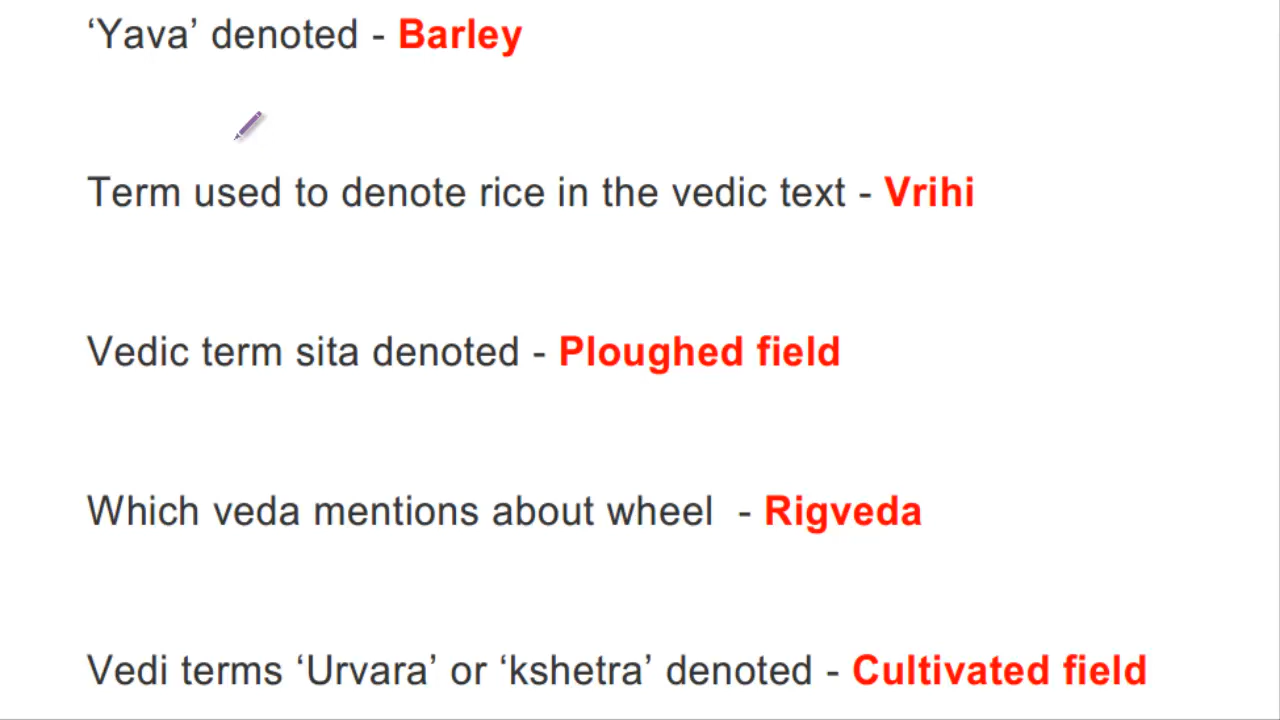 ‘Yava’ denoted - Barley
Term used to denote rice in the vedic text - Vrihi
Vedic term sita denoted - Ploughed field
Which veda mentions about wheel  - Rigveda
Vedi terms ‘Urvara’ or ‘kshetra’ denoted - Cultivated field